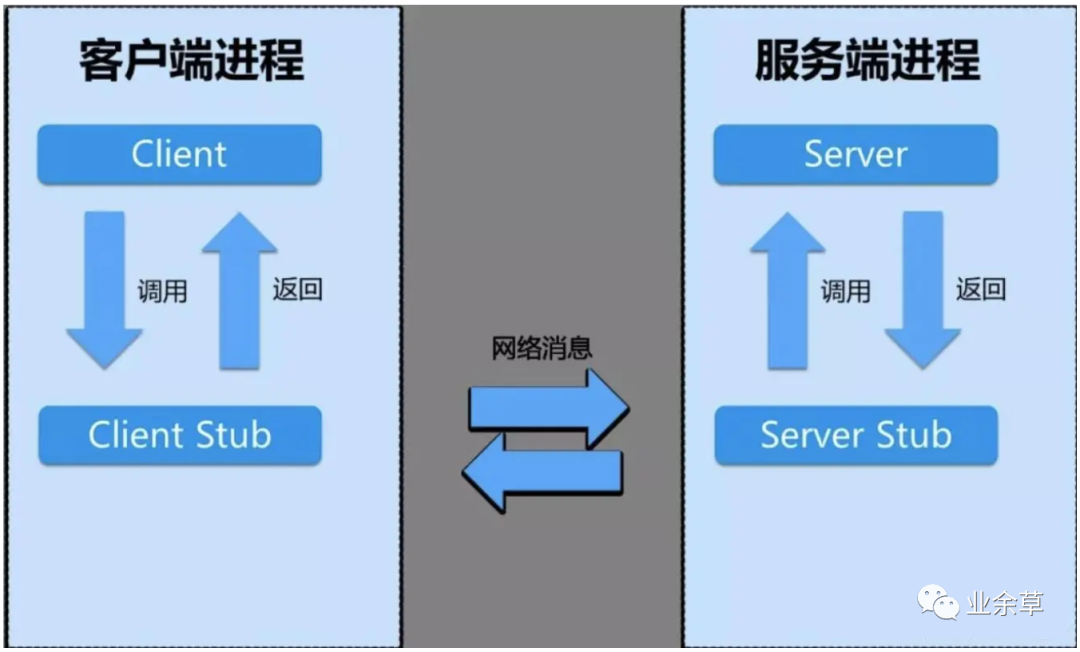 客户端进程
Client
调用
返回
Client Stub
网络消息
服务端进程
Server
调用
返回
Server Stub
业余草